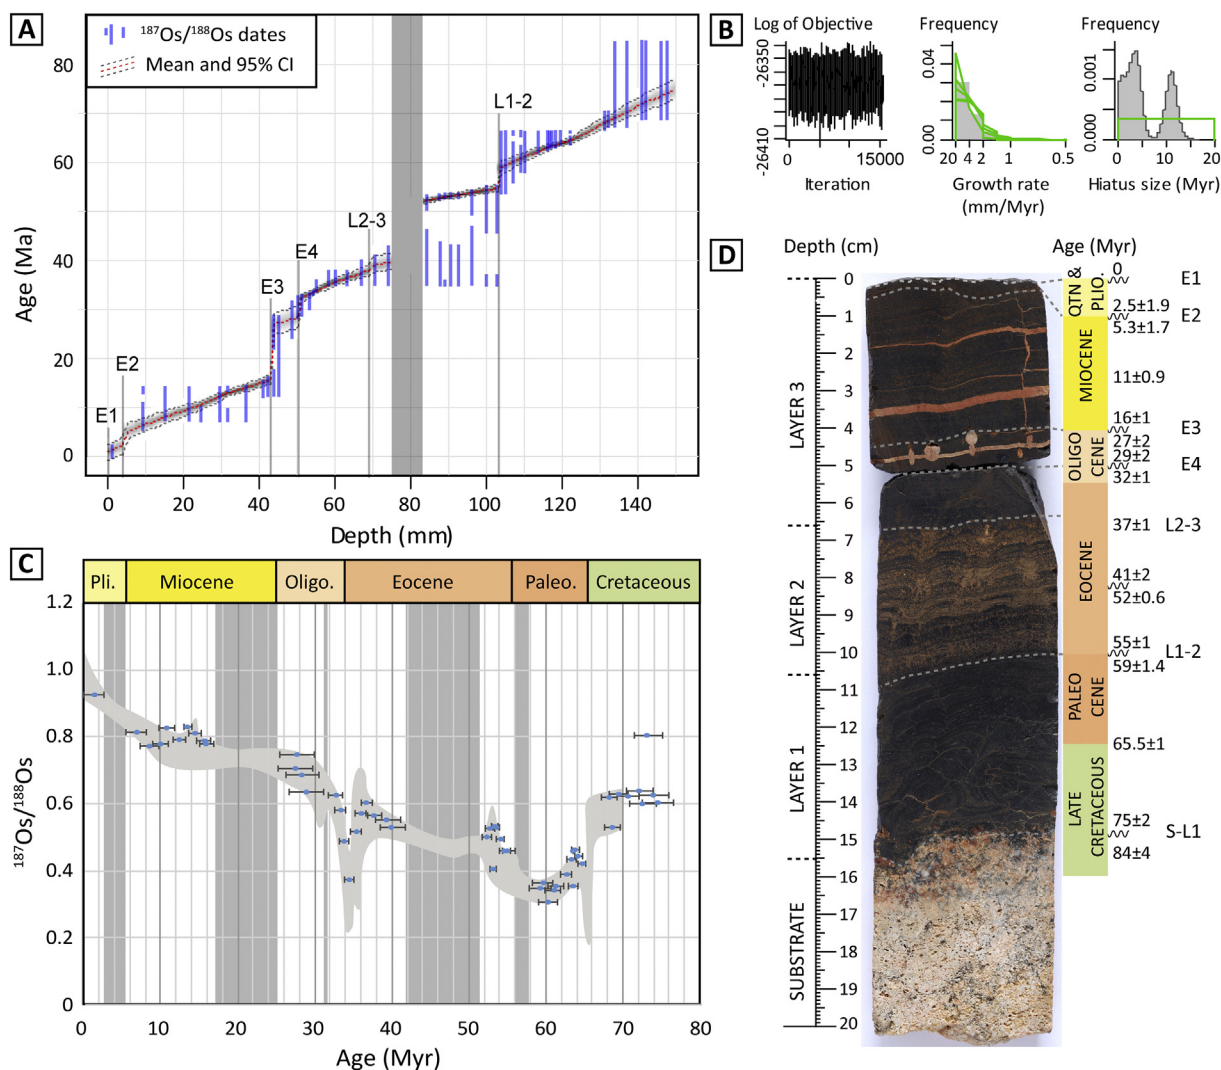 A
187Os/188Os dates
Mean and 95% CI
80
60
40
20
0
Age (Ma)
E1
E2
E3
E4
L2-3
L1-2
0
20
40
60
80
100
120
140
Depth (mm)
B
Log of Objective
-26350
-26410
0
15000
Iteration
Frequency
0.04
0.00
20
4
2
1
0.5
Growth rate
(mm/Myr)
Frequency
0.001
0.000
0
10
20
Hiatus size (Myr)
C
Pli.
Miocene
Oligo.
Eocene
Paleo.
Cretaceous
1.2
1.0
0.8
0.6
0.4
0.2
0
187Os/188Os
0
10
20
30
40
50
60
70
80
Age (Myr)
D
Depth (cm)
0
1
2
3
4
5
6
7
8
9
10
11
12
13
14
15
16
17
18
19
20
LAYER 3
LAYER 2
LAYER 1
SUBSTRATE
Age (Myr)
QTN &
PLIO.
MIOCENE
OLIGO
CENE
EOCENE
PALEO
CENE
LATE
CRETACEOUS
0
2.5±1.9
5.3±1.7
11±0.9
16±1
27±2
29±2
32±1
37±1
41±2
52±0.6
55±1
59±1.4
65.5±1
75±2
84±4
E1
E2
E3
E4
L2-3
L1-2
S-L1